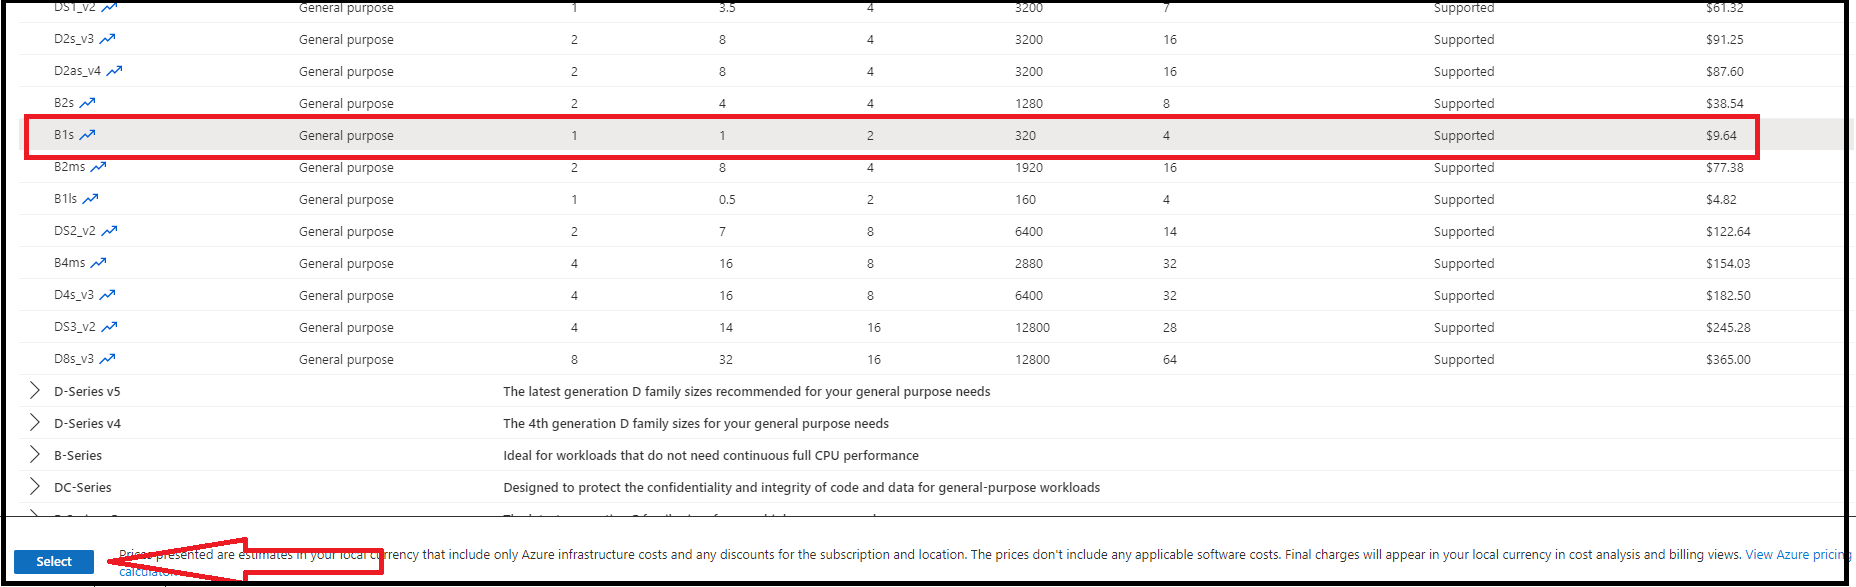 DS1_v2 General purpose 1 3.5 4 3200 7 Supported $61.32
D2s_v3 General purpose 2 8 4 3200 16 Supported $91.25
D2as_v4 General purpose 2 8 4 3200 16 Supported $87.60
B2s General purpose 2 4 4 1280 8 Supported $38.54
B1s General purpose 1 1 2 320 4 Supported $9.64
B2ms General purpose 2 8 4 1920 16 Supported $77.38
B1ls General purpose 1 0.5 2 160 4 Supported $4.82
DS2_v2 General purpose 2 7 8 6400 14 Supported $122.64
B4ms General purpose 4 16 8 2880 32 Supported $154.03
D4s_v3 General purpose 4 16 8 6400 32 Supported $182.50
DS3_v2 General purpose 4 14 16 12800 28 Supported $245.28
D8s_v3 General purpose 8 32 16 12800 64 Supported $365.00
D-Series v5 The latest generation D family sizes recommended for your general purpose needs
D-Series v4 The 4th generation D family sizes for your general purpose needs
B-Series Ideal for workloads that do not need continuous full CPU performance
DC-Series Designed to protect the confidentiality and integrity of code and data for general-purpose workloads
Select Prices presented are estimates in your local currency that include only Azure infrastructure costs and any discounts for the subscription and location. The prices don't include any applicable software costs. Final charges will appear in your local currency in cost analysis and billing views. View Azure pricing
calculator.